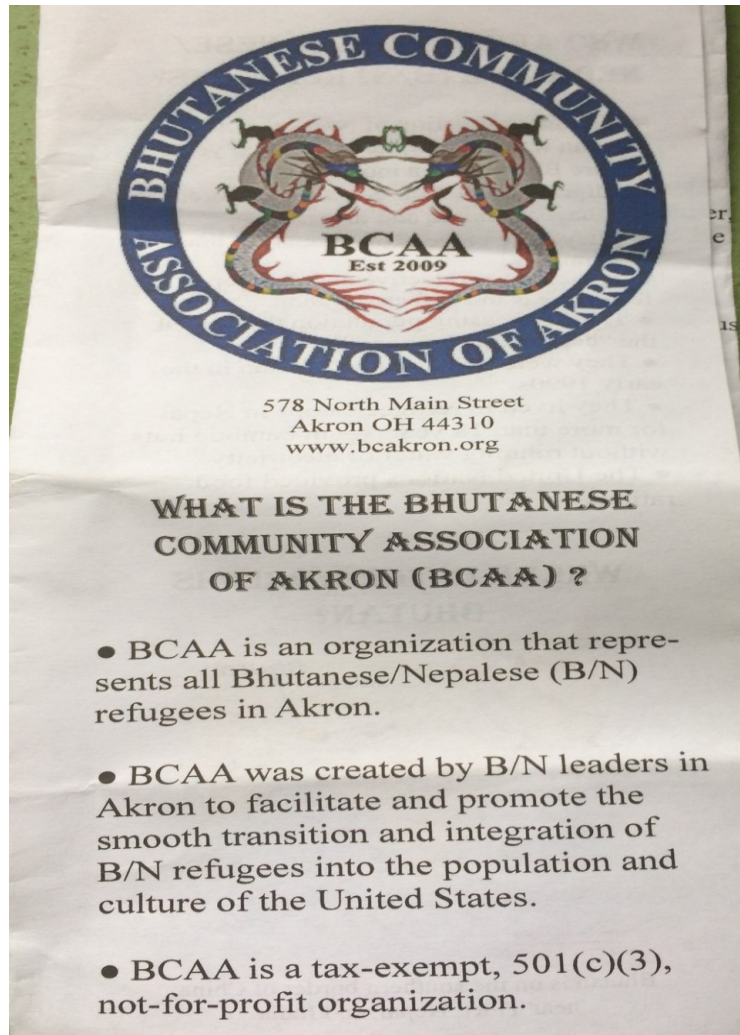 BHUTANESE COMMUNITY
ASSOCIATION OF AKRON
BCAA
Est 2009
578 North Main Street
Akron OH 44310
www.bcakron.org
WHAT IS THE BHUTANESE
COMMUNITY ASSOCIATION
OF AKRON (BCAA) ?
● BCAA is an organization that repre-
sents all Bhutanese/Nepalese (B/N)
refugees in Akron.
● BCAA was created by B/N leaders in
Akron to facilitate and promote the
smooth transition and integration of
B/N refugees into the population and
culture of the United States.
● BCAA is a tax-exempt, 501(c)(3),
not-for-profit organization.